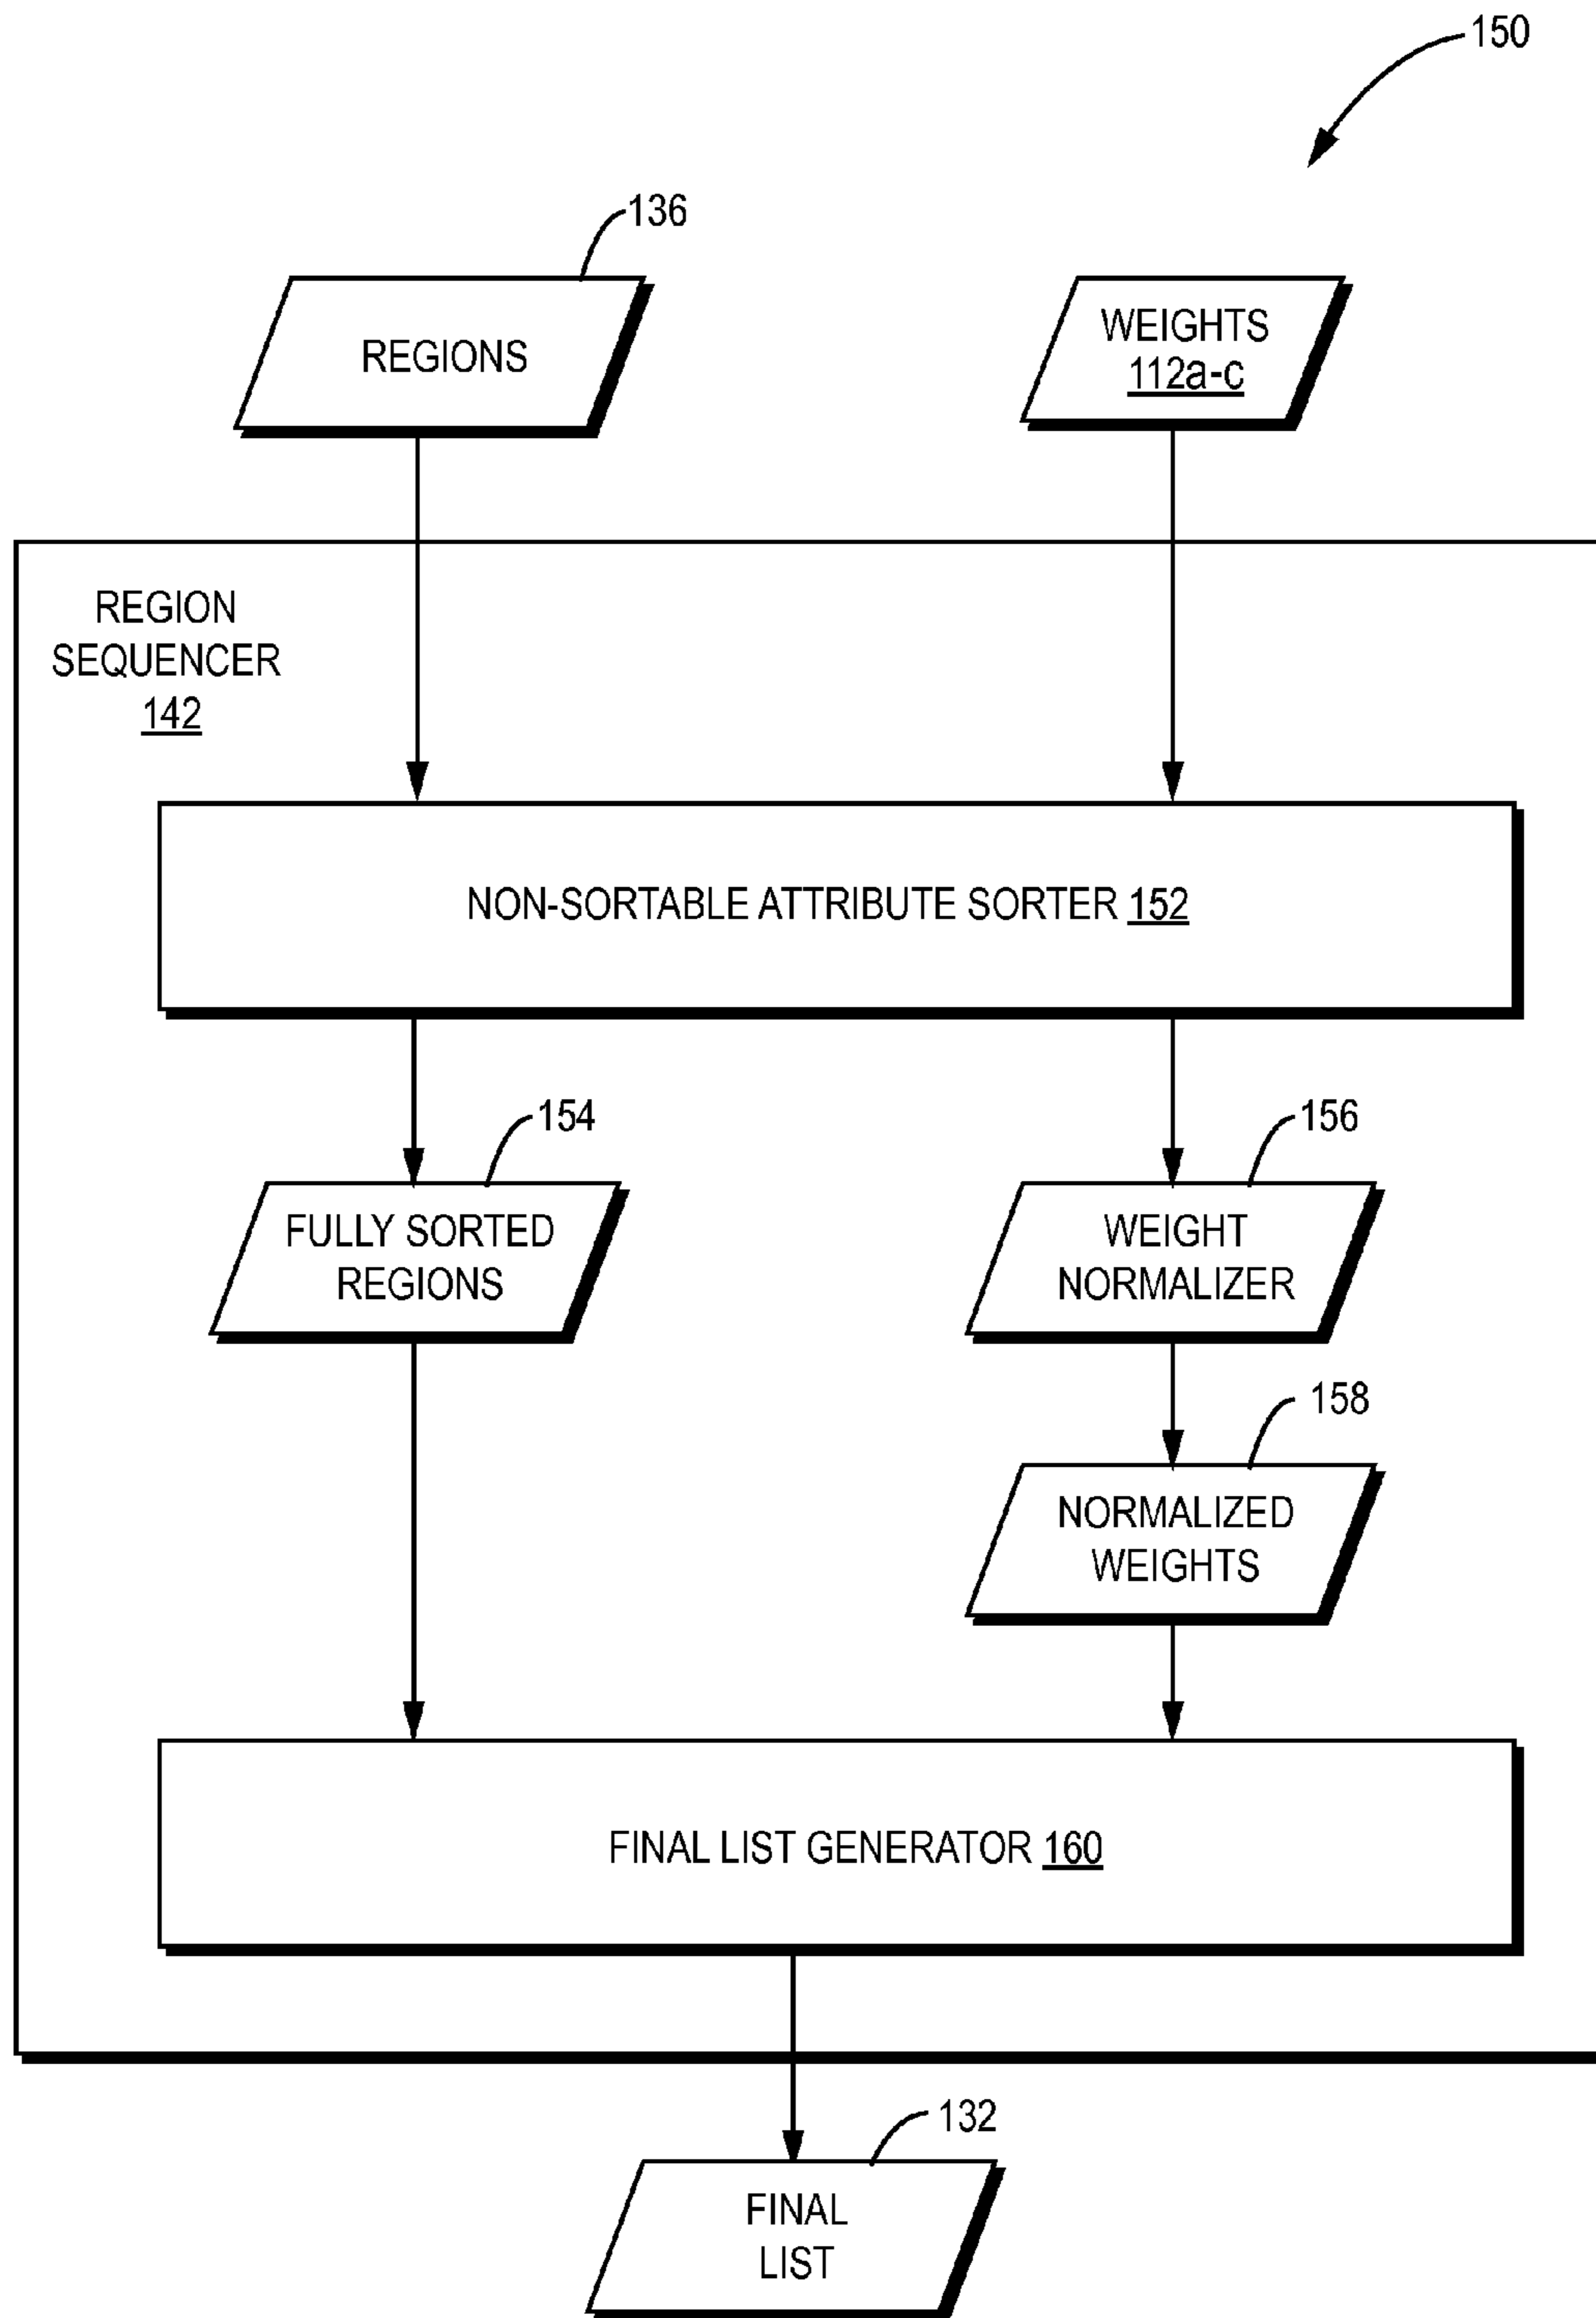 150
136
REGIONS
WEIGHTS
112a-c
REGION
SEQUENCER
142
NON-SORTABLE ATTRIBUTE SORTER 152
154
156
FULLY SORTED
REGIONS
WEIGHT
NORMALIZER
158
NORMALIZED
WEIGHTS
FINAL LIST GENERATOR 160
132
FINAL
LIST